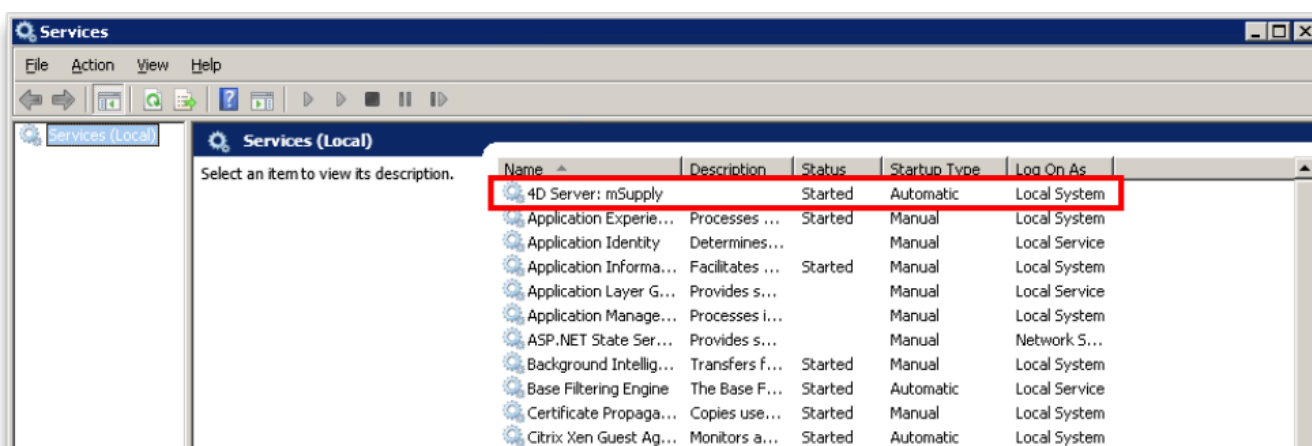 Services
File Action View Help
Services (Local)
Services (Local)
Select an item to view its description.
Name Description Status Startup Type Log On As
4D Server: mSupply Started Automatic Local System
Application Experie... Processes ... Started Manual Local System
Application Identity Determines... Manual Local Service
Application Informa... Facilitates ... Started Manual Local System
Application Layer G... Provides s... Manual Local Service
Application Manage... Processes i... Manual Local System
ASP.NET State Ser... Provides s... Manual Network S...
Background Intellig... Transfers f... Started Manual Local System
Base Filtering Engine The Base F... Started Automatic Local Service
Certificate Propaga... Copies use... Started Manual Local System
Citrix Xen Guest Ag... Monitors a... Started Automatic Local System